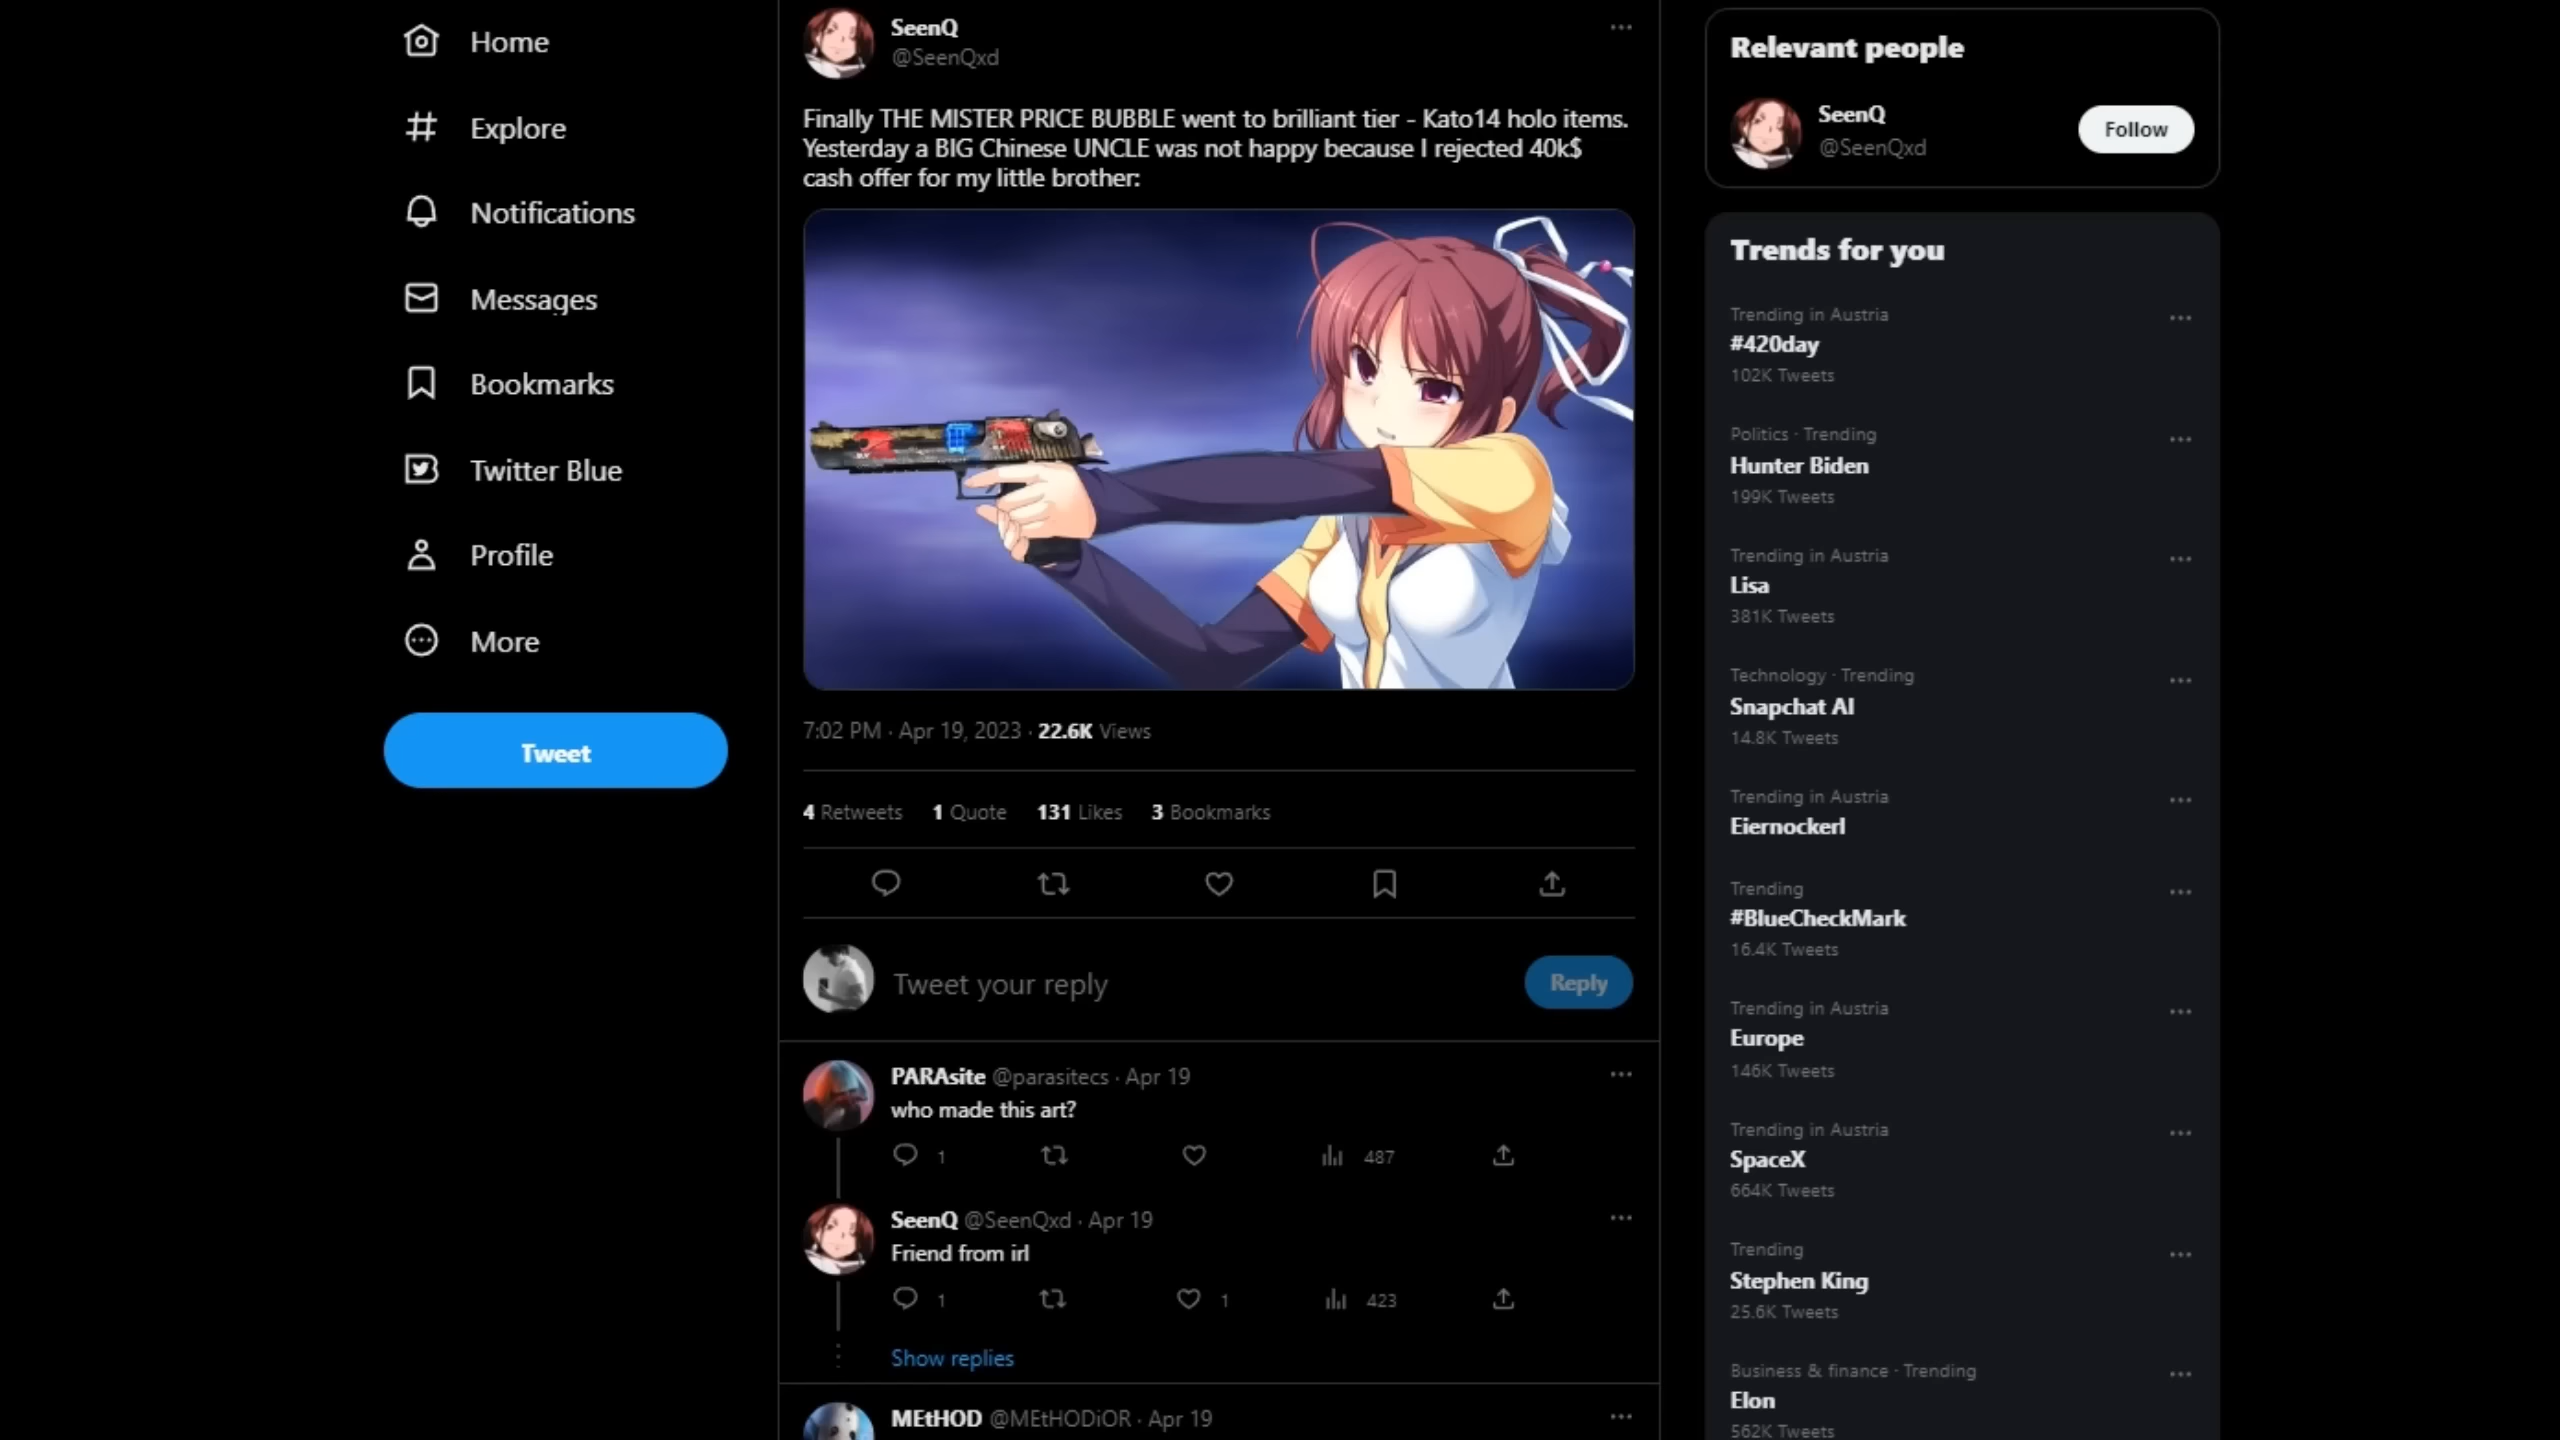 Home
Explore
Notifications
Messages
Bookmarks
Twitter Blue
Profile
More
Tweet
SeenQ
@SeenQxd
Finally THE MISTER PRICE BUBBLE went to brilliant tier - Kato14 holo items.
Yesterday a BIG Chinese UNCLE was not happy because I rejected 40k$
cash offer for my little brother:
7:02 PM · Apr 19, 2023 · 22.6K Views
4 Retweets 1 Quote 131 Likes 3 Bookmarks
Tweet your reply
Reply
PARAsite @parasitecs · Apr 19
who made this art?
1 487
SeenQ @SeenQxd · Apr 19
Friend from irl
1 1 423
Show replies
MEtHOD @MEtHODiOR · Apr 19
Relevant people
SeenQ
@SeenQxd
Follow
Trends for you
Trending in Austria
#420day
102K Tweets
Politics · Trending
Hunter Biden
199K Tweets
Trending in Austria
Lisa
381K Tweets
Technology · Trending
Snapchat AI
14.8K Tweets
Trending in Austria
Eiernockerl
Trending
#BlueCheckMark
16.4K Tweets
Trending in Austria
Europe
146K Tweets
Trending in Austria
SpaceX
664K Tweets
Trending
Stephen King
25.6K Tweets
Business & finance · Trending
Elon
562K Tweets